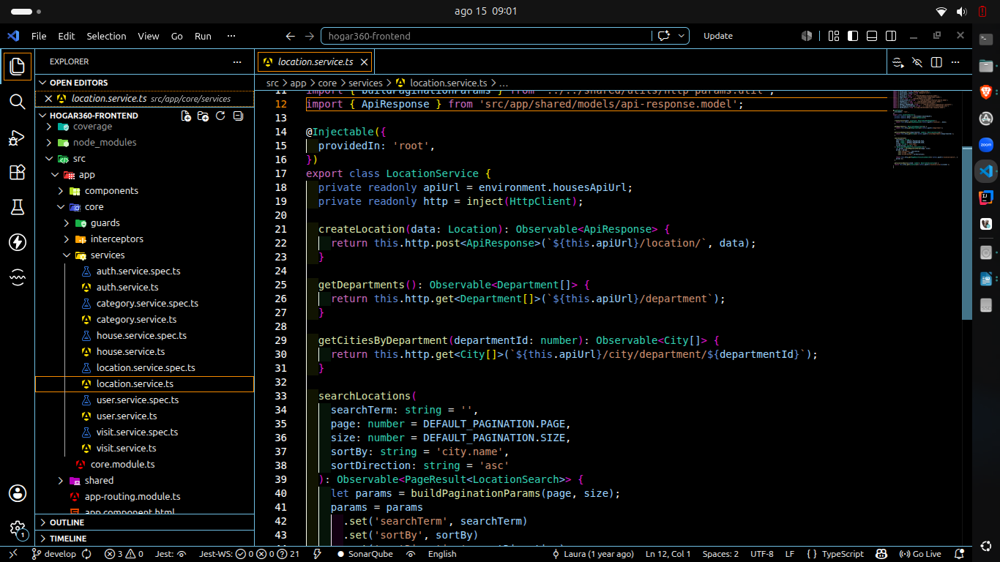 ago 15 09:01
File Edit Selection View Go Run ···
hogar360-frontend
Update
EXPLORER
OPEN EDITORS
location.service.ts src/app/core/services
HOGAR360-FRONTEND
coverage
node_modules
src
app
components
core
guards
interceptors
services
auth.service.spec.ts
auth.service.ts
category.service.spec.ts
category.service.ts
house.service.spec.ts
house.service.ts
location.service.spec.ts
location.service.ts
user.service.spec.ts
user.service.ts
visit.service.spec.ts
visit.service.ts
core.module.ts
shared
app-routing.module.ts
app.component.html
OUTLINE
TIMELINE
location.service.ts
src > app > core > services > location.service.ts > ...
11 import { buildPaginationParams } from '../../shared/utils/http-params.util';
12 import { ApiResponse } from 'src/app/shared/models/api-response.model';
13
14 @Injectable({
15 providedIn: 'root',
16 })
17 export class LocationService {
18 private readonly apiUrl = environment.housesApiUrl;
19 private readonly http = inject(HttpClient);
20
21 createLocation(data: Location): Observable<ApiResponse> {
22 return this.http.post<ApiResponse>(`${this.apiUrl}/location/`, data);
23 }
24
25 getDepartments(): Observable<Department[]> {
26 return this.http.get<Department[]>(`${this.apiUrl}/department`);
27 }
28
29 getCitiesByDepartment(departmentId: number): Observable<City[]> {
30 return this.http.get<City[]>(`${this.apiUrl}/city/department/${departmentId}`);
31 }
32
33 searchLocations(
34 searchTerm: string = '',
35 page: number = DEFAULT_PAGINATION.PAGE,
36 size: number = DEFAULT_PAGINATION.SIZE,
37 sortBy: string = 'city.name',
38 sortDirection: string = 'asc'
39 ): Observable<PageResult<LocationSearch>> {
40 let params = buildPaginationParams(page, size);
41 params = params
42 .set('searchTerm', searchTerm)
43 .set('sortBy', sortBy)
zoom
1
develop 3 0 Jest: Jest-WS: 0 0 21 SonarQube English Laura (1 year ago) Ln 12, Col 1 Spaces: 2 UTF-8 LF { } TypeScript Go Live